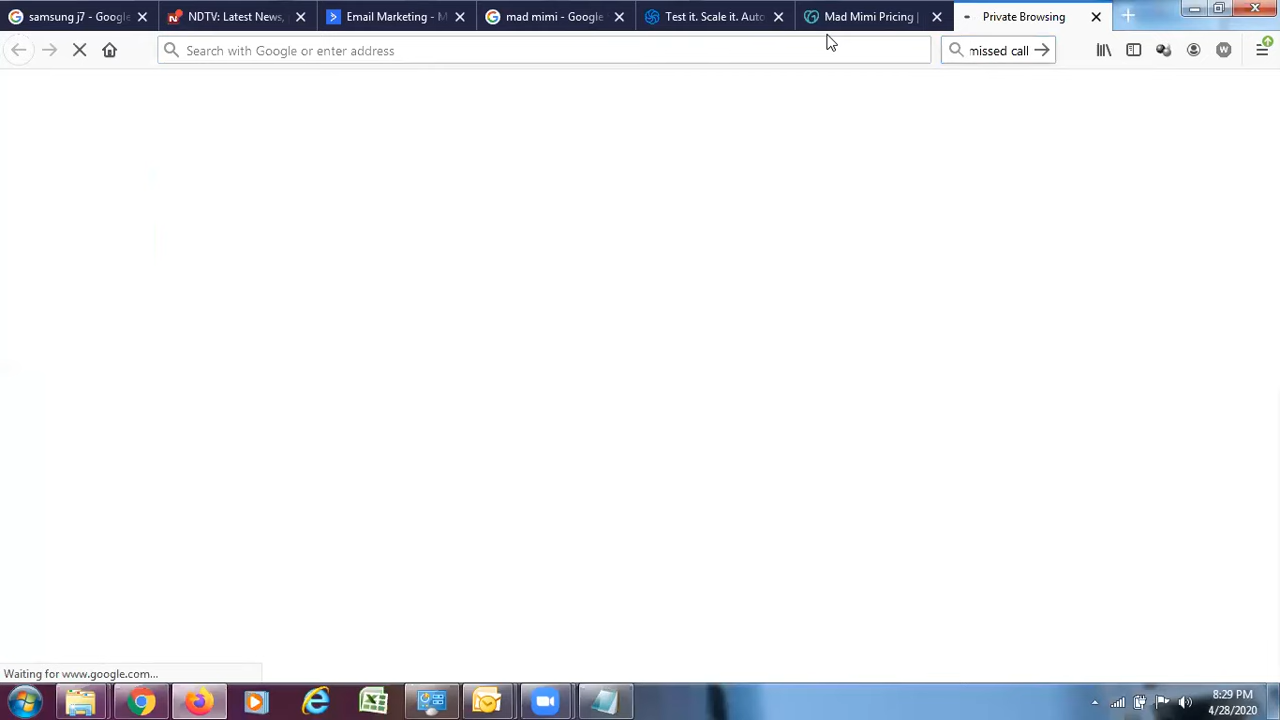 samsung j7 - Google
NDTV: Latest News,
Email Marketing - M
mad mimi - Google
Test it. Scale it. Auto
Mad Mimi Pricing |
Private Browsing
Search with Google or enter address
missed call
Waiting for www.google.com...
8:29 PM
4/28/2020